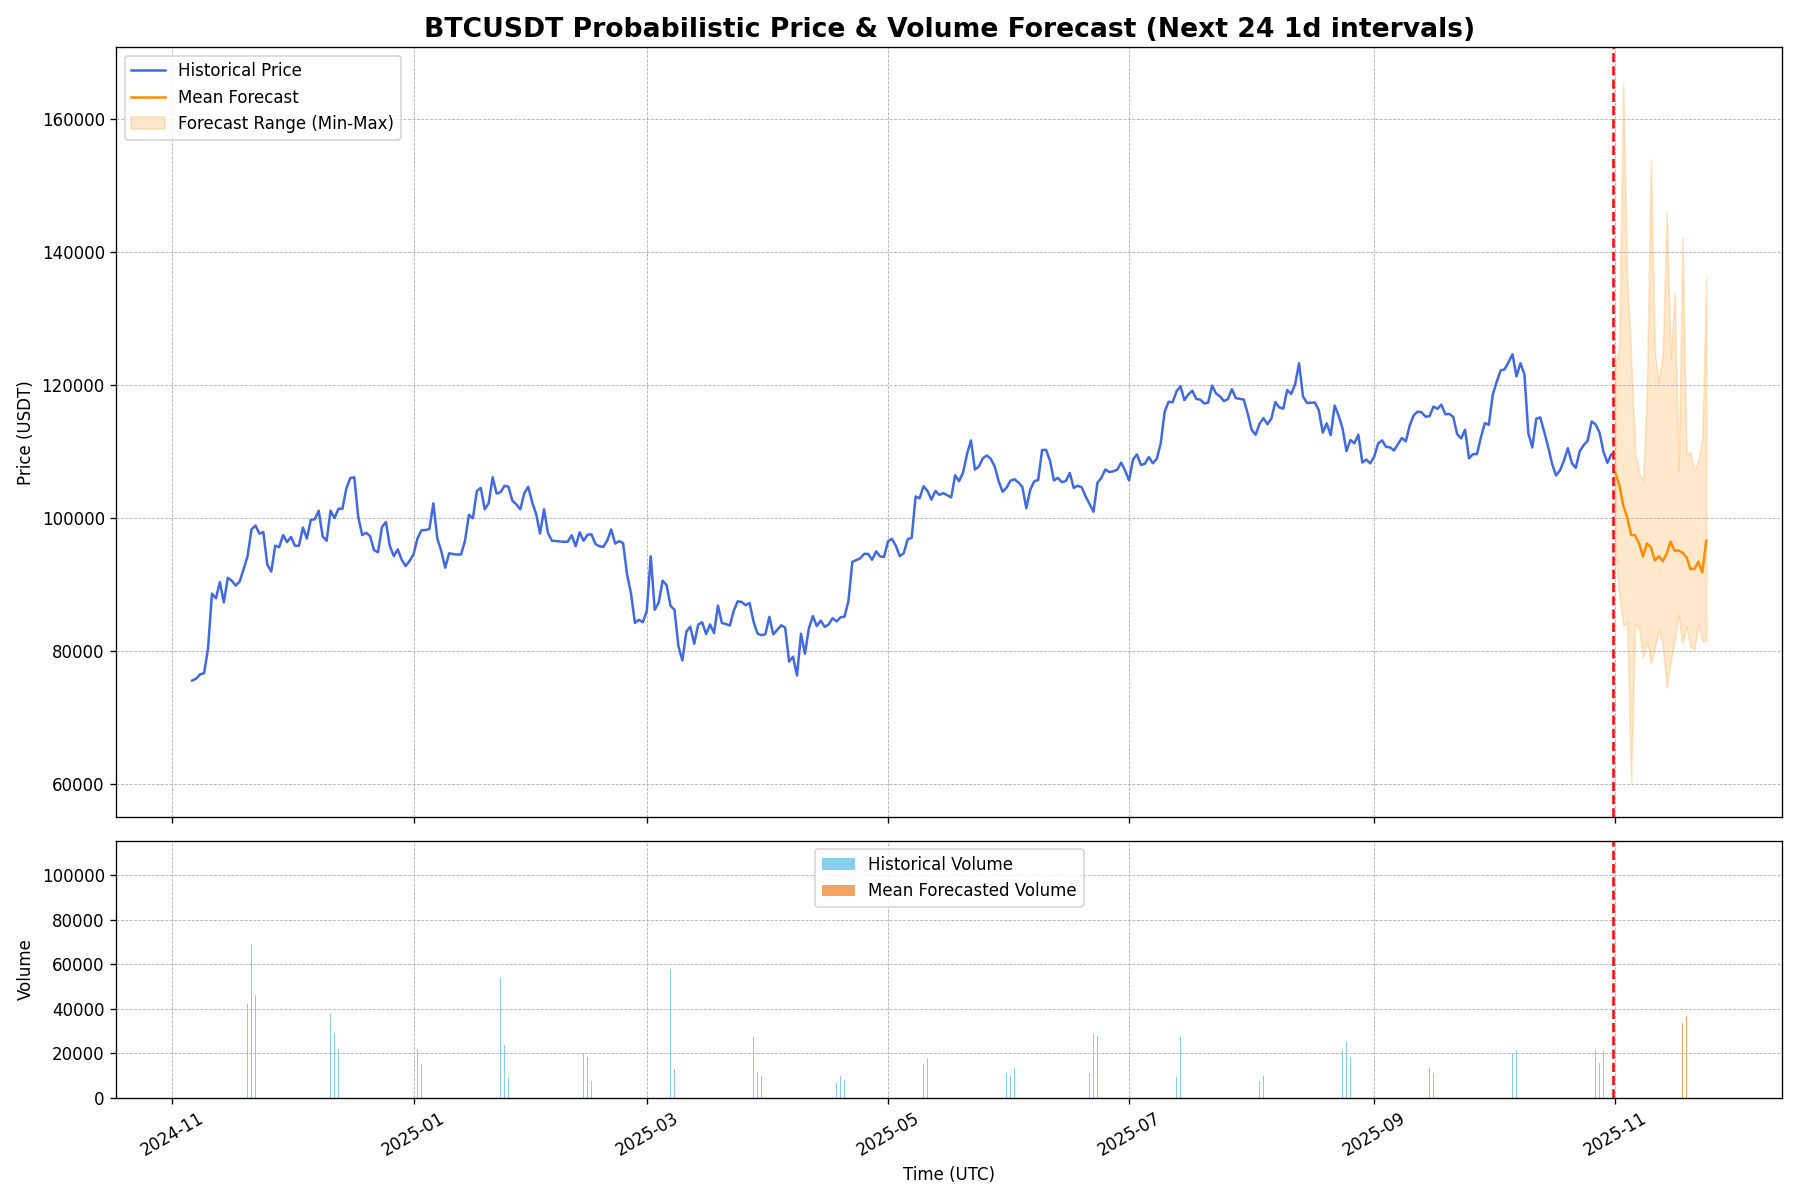 BTCUSDT Probabilistic Price & Volume Forecast (Next 24 1d intervals)
Historical Price
Mean Forecast
Forecast Range (Min-Max)
Price (USDT)
160000
140000
120000
100000
80000
60000
Historical Volume
Mean Forecasted Volume
Volume
100000
80000
60000
40000
20000
0
2024-11
2025-01
2025-03
2025-05
2025-07
2025-09
2025-11
Time (UTC)